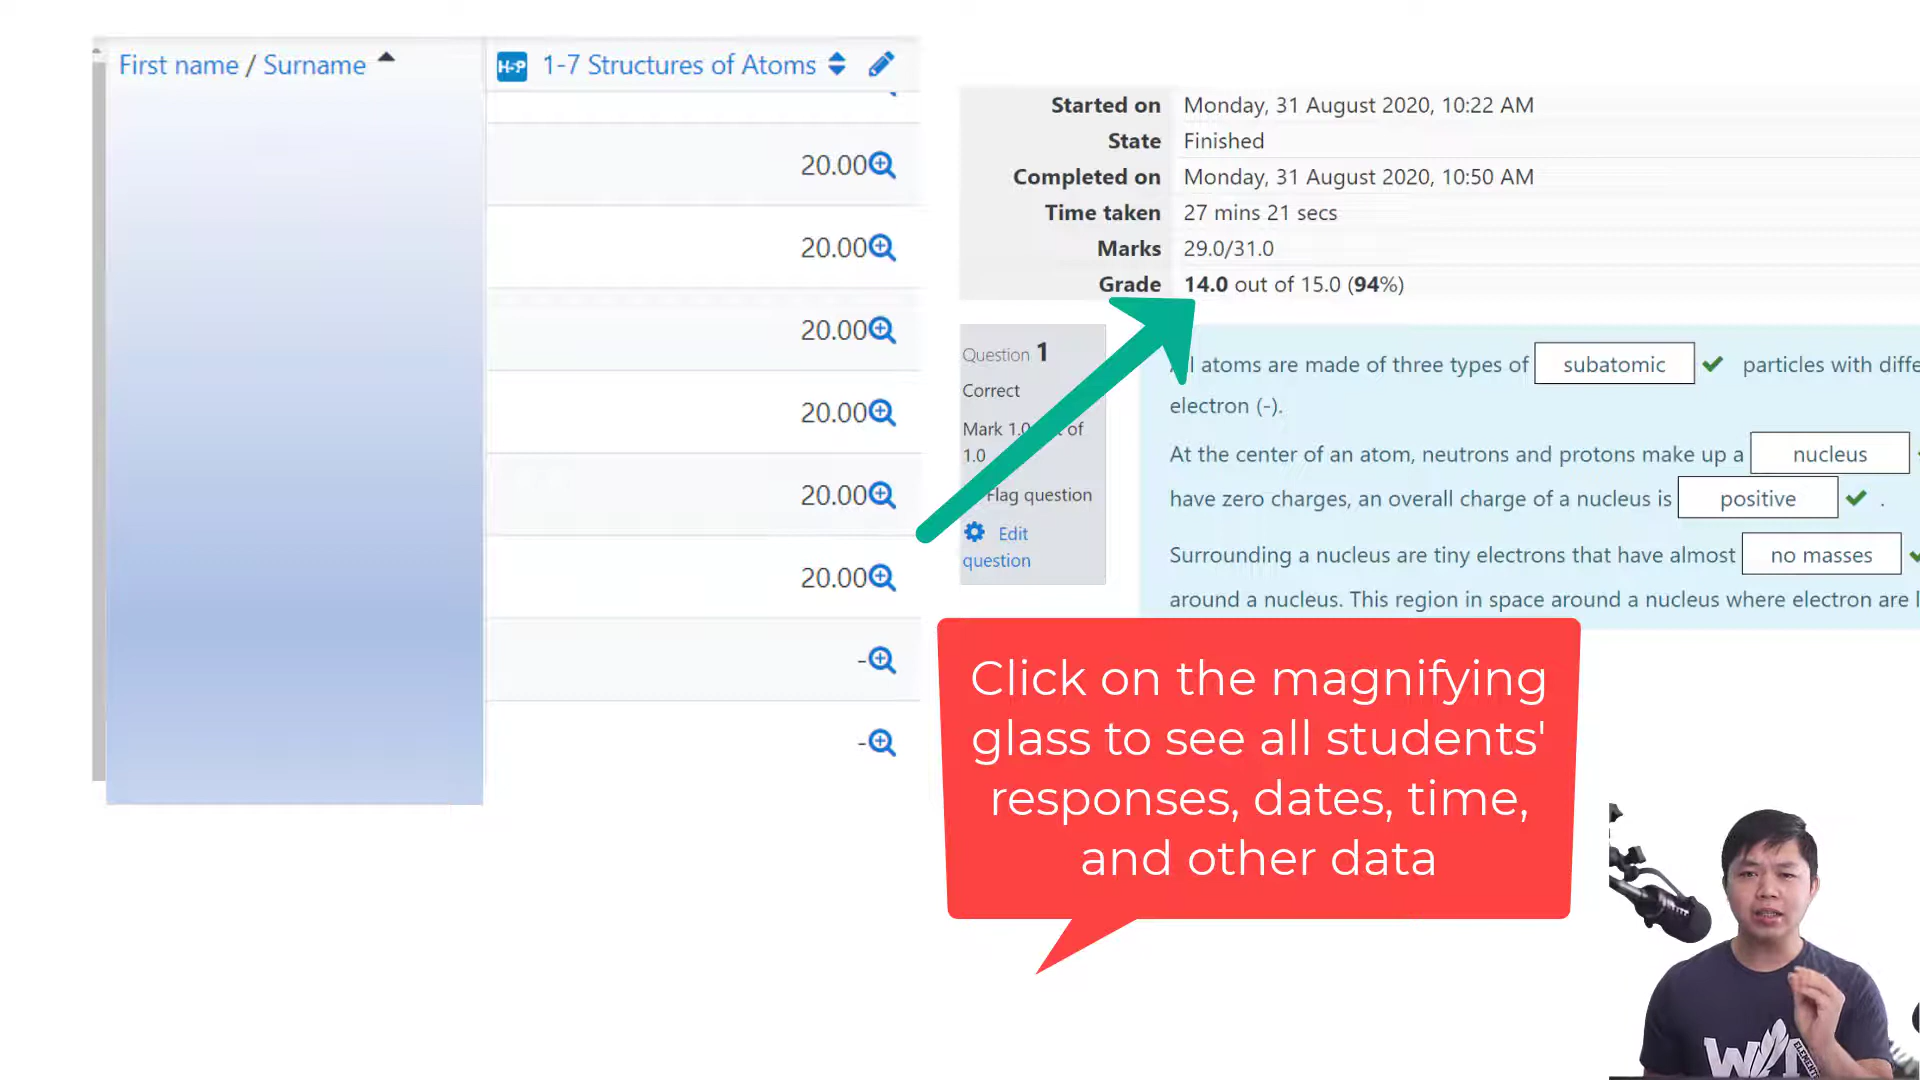 First name / Surname
H-P 1-7 Structures of Atoms
20.00
20.00
20.00
20.00
20.00
20.00
-
-
Started on Monday, 31 August 2020, 10:22 AM
State Finished
Completed on Monday, 31 August 2020, 10:50 AM
Time taken 27 mins 21 secs
Marks 29.0/31.0
Grade 14.0 out of 15.0 (94%)
Question 1
Correct
Mark 1.0 of
1.0
Flag question
Edit
question
atoms are made of three types of subatomic particles with
electron (-).
At the center of an atom, neutrons and protons make up a nucleus
have zero charges, an overall charge of a nucleus is positive .
Surrounding a nucleus are tiny electrons that have almost no masses
around a nucleus. This region in space around a nucleus where electron are
Click on the magnifying
glass to see all students'
responses, dates, time,
and other data